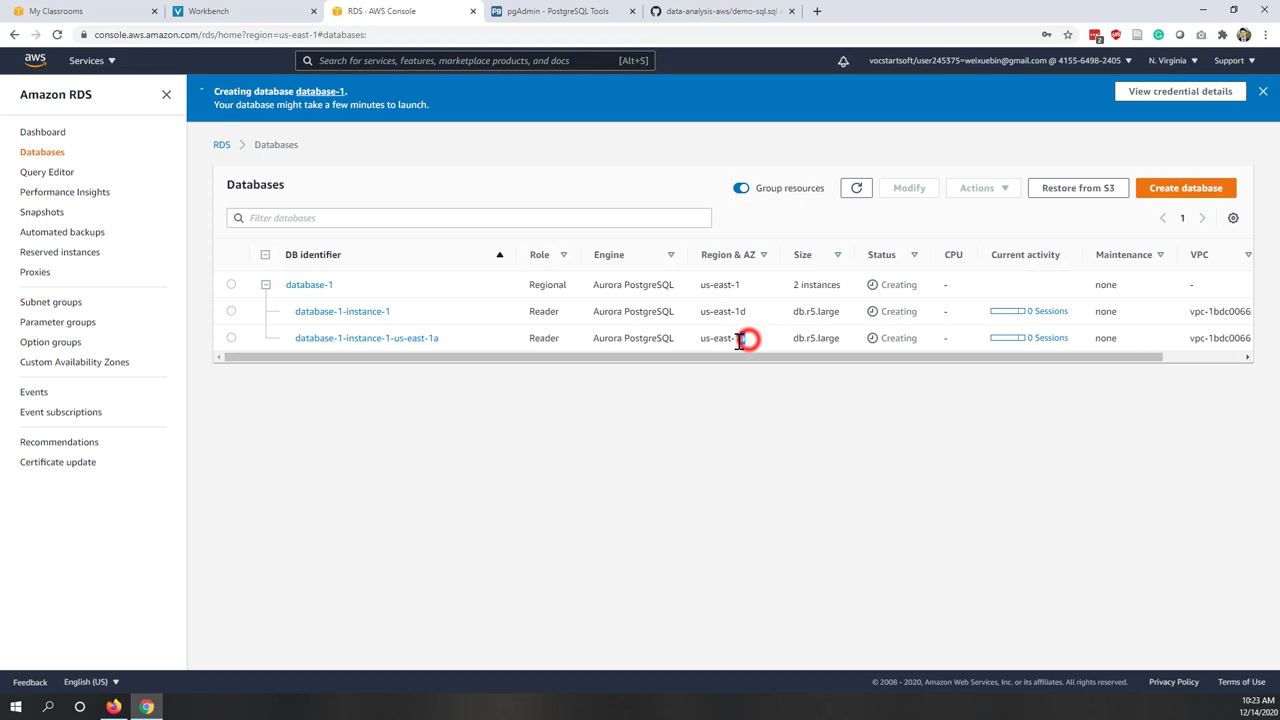 My Classrooms
Workbench
RDS · AWS Console
pgAdmin - PostgreSQL Tools
data-analysis-aws/demo-sql.sql
console.aws.amazon.com/rds/home?region=us-east-1#databases:
aws Services Search for services, features, marketplace products, and docs [Alt+S] vocstartsoft/user245375=weixuebin@gmail.com @ 4155-6498-2405 N. Virginia Support
Amazon RDS
Dashboard
Databases
Query Editor
Performance Insights
Snapshots
Automated backups
Reserved instances
Proxies
Subnet groups
Parameter groups
Option groups
Custom Availability Zones
Events
Event subscriptions
Recommendations
Certificate update
Creating database database-1.
Your database might take a few minutes to launch.
View credential details
RDS > Databases
Databases
Group resources Modify Actions Restore from S3 Create database
Filter databases
1
DB identifier Role Engine Region & AZ Size Status CPU Current activity Maintenance VPC
database-1 Regional Aurora PostgreSQL us-east-1 2 instances Creating - none -
database-1-instance-1 Reader Aurora PostgreSQL us-east-1d db.r5.large Creating - 0 Sessions none vpc-1bdc0066
database-1-instance-1-us-east-1a Reader Aurora PostgreSQL us-east- db.r5.large Creating - 0 Sessions none vpc-1bdc0066
Feedback English (US) © 2008 - 2020, Amazon Web Services, Inc. or its affiliates. All rights reserved. Privacy Policy Terms of Use
10:23 AM
12/14/2020